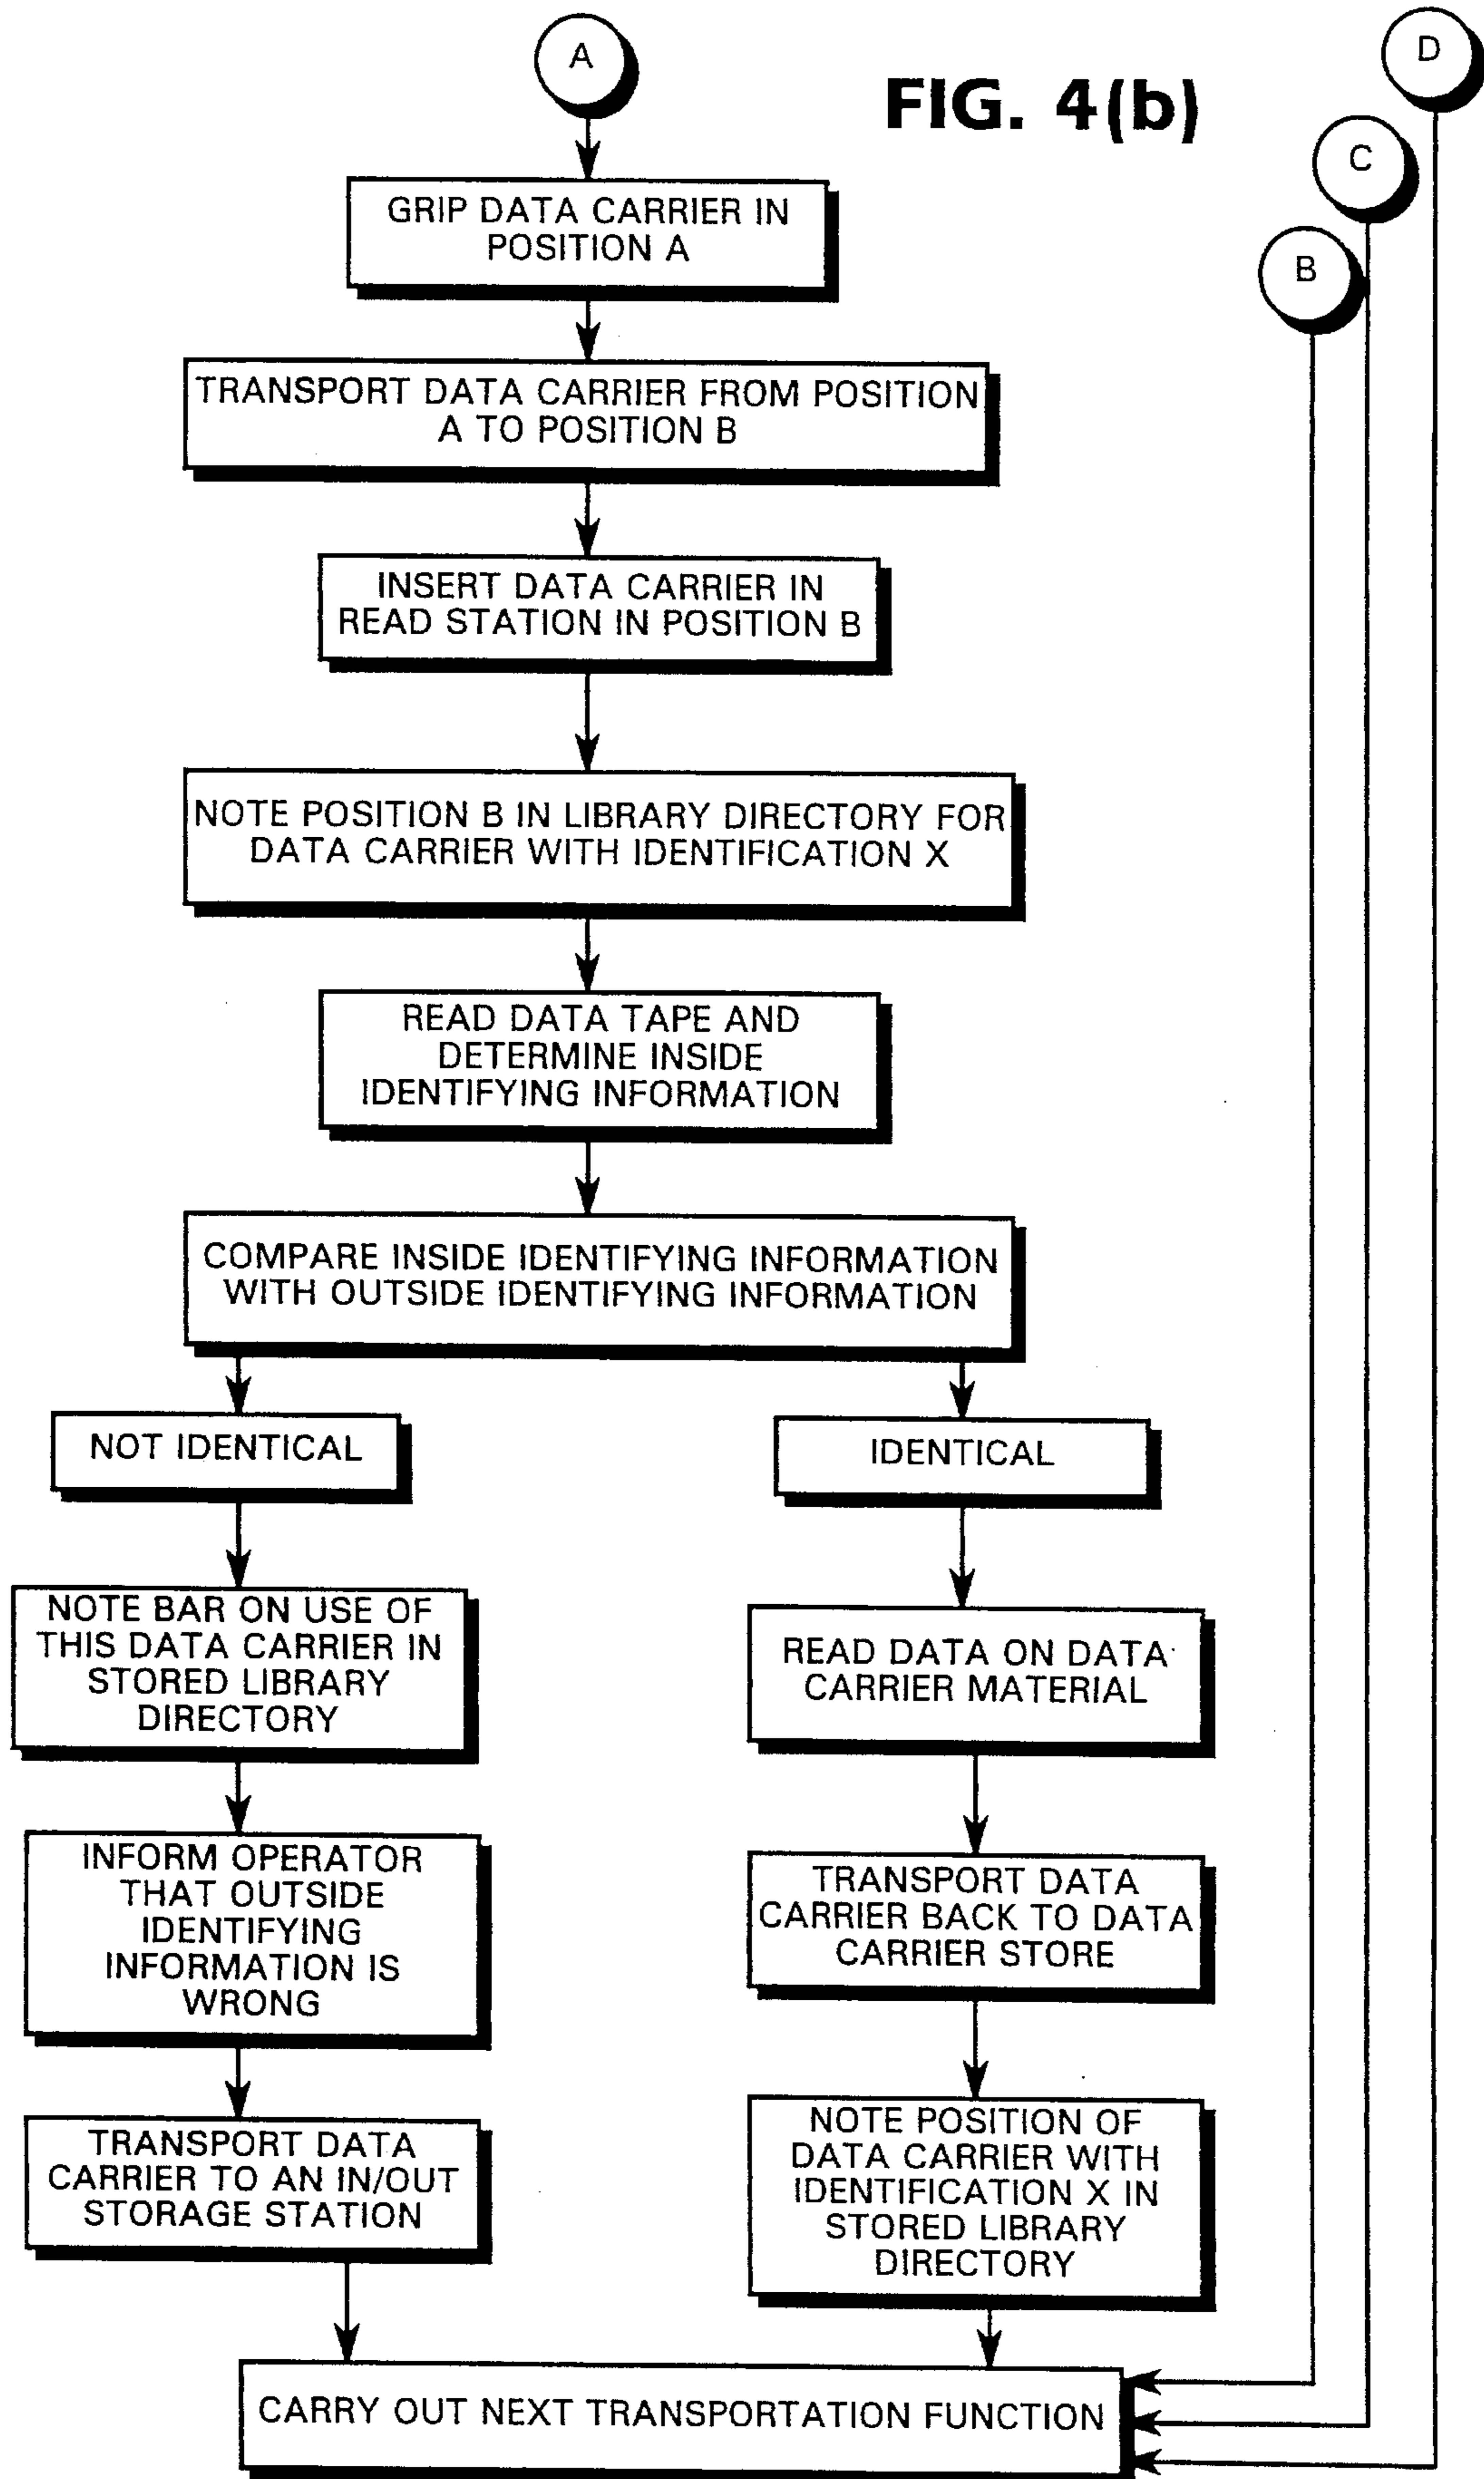 A
FIG. 4(b)
D
C
B
GRIP DATA CARRIER IN
POSITION A
TRANSPORT DATA CARRIER FROM POSITION
A TO POSITION B
INSERT DATA CARRIER IN
READ STATION IN POSITION B
NOTE POSITION B IN LIBRARY DIRECTORY FOR
DATA CARRIER WITH IDENTIFICATION X
READ DATA TAPE AND
DETERMINE INSIDE
IDENTIFYING INFORMATION
COMPARE INSIDE IDENTIFYING INFORMATION
WITH OUTSIDE IDENTIFYING INFORMATION
NOT IDENTICAL
NOTE BAR ON USE OF
THIS DATA CARRIER IN
STORED LIBRARY
DIRECTORY
INFORM OPERATOR
THAT OUTSIDE
IDENTIFYING
INFORMATION IS
WRONG
TRANSPORT DATA
CARRIER TO AN IN/OUT
STORAGE STATION
IDENTICAL
READ DATA ON DATA
CARRIER MATERIAL
TRANSPORT DATA
CARRIER BACK TO DATA
CARRIER STORE
NOTE POSITION OF
DATA CARRIER WITH
IDENTIFICATION X IN
STORED LIBRARY
DIRECTORY
CARRY OUT NEXT TRANSPORTATION FUNCTION